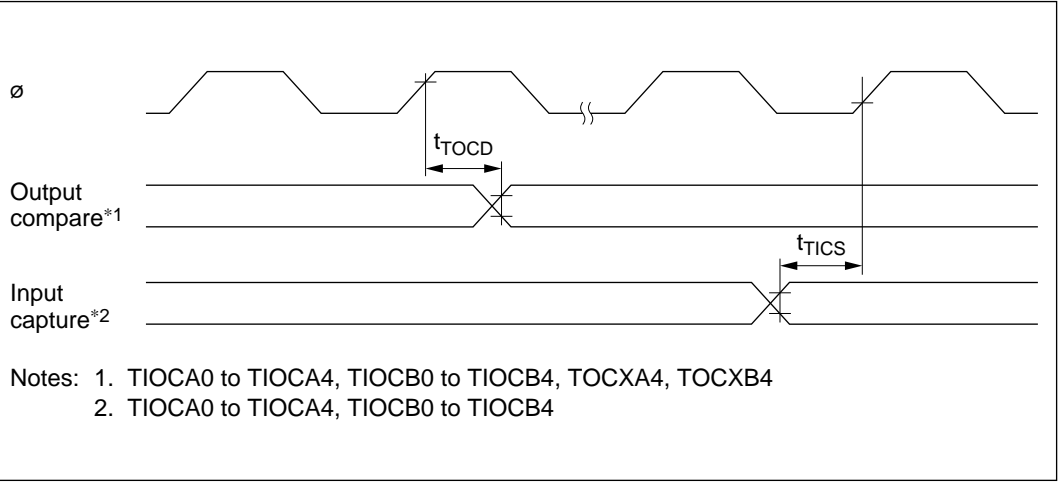 ø
tTOCD
Output
compare*1
tTICS
Input
capture*2
Notes: 1. TIOCA0 to TIOCA4, TIOCB0 to TIOCB4, TOCXA4, TOCXB4
2. TIOCA0 to TIOCA4, TIOCB0 to TIOCB4